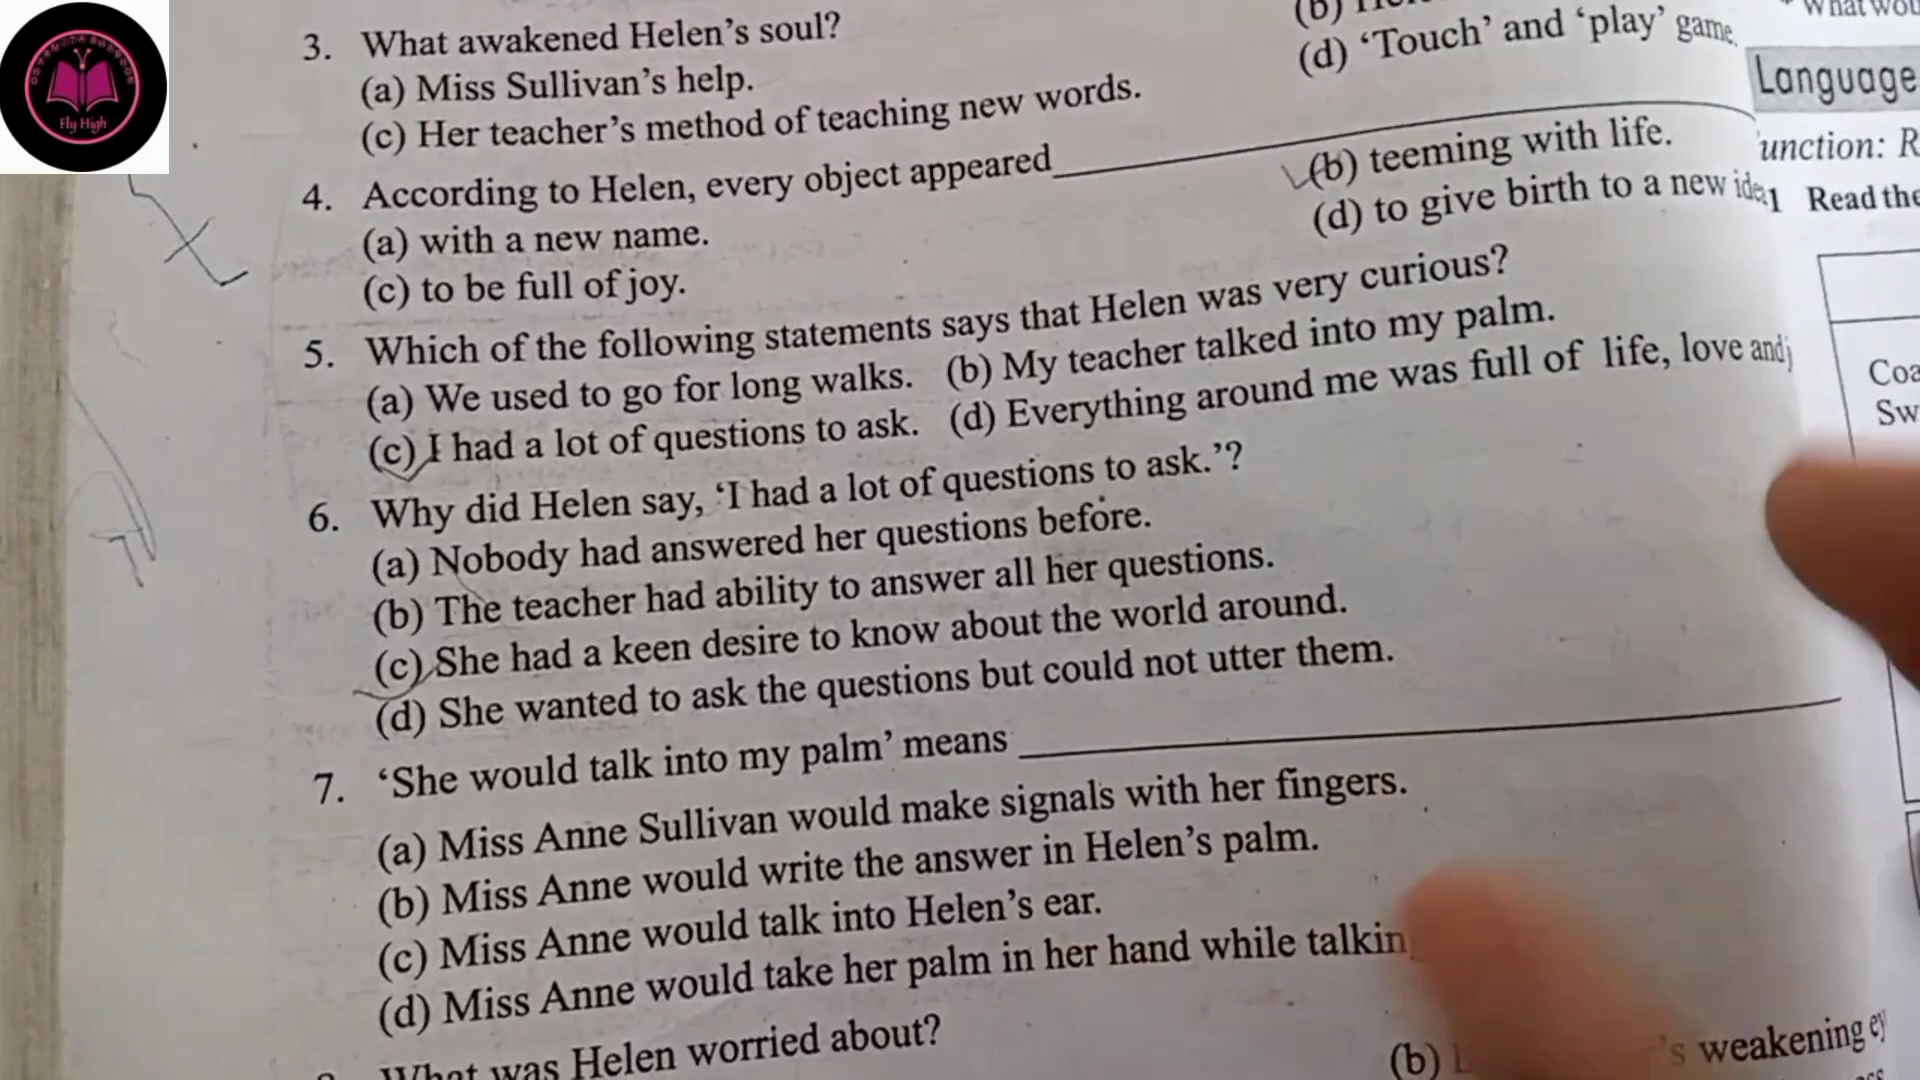 Fly High
3. What awakened Helen's soul?
(a) Miss Sullivan's help.
(c) Her teacher's method of teaching new words.
(b)
(d) 'Touch' and 'play' game.
4. According to Helen, every object appeared
(a) with a new name.
(b) teeming with life.
(c) to be full of joy.
(d) to give birth to a new idea
5. Which of the following statements says that Helen was very curious?
(a) We used to go for long walks. (b) My teacher talked into my palm.
(c) I had a lot of questions to ask. (d) Everything around me was full of life, love and j
6. Why did Helen say, 'I had a lot of questions to ask.'?
(a) Nobody had answered her questions before.
(b) The teacher had ability to answer all her questions.
(c) She had a keen desire to know about the world around.
(d) She wanted to ask the questions but could not utter them.
7. 'She would talk into my palm' means
(a) Miss Anne Sullivan would make signals with her fingers.
(b) Miss Anne would write the answer in Helen's palm.
(c) Miss Anne would talk into Helen's ear.
(d) Miss Anne would take her palm in her hand while talkin
What was Helen worried about?
(b) 's weakening ey
Language
unction: R
1 Read the
Coa
Sw